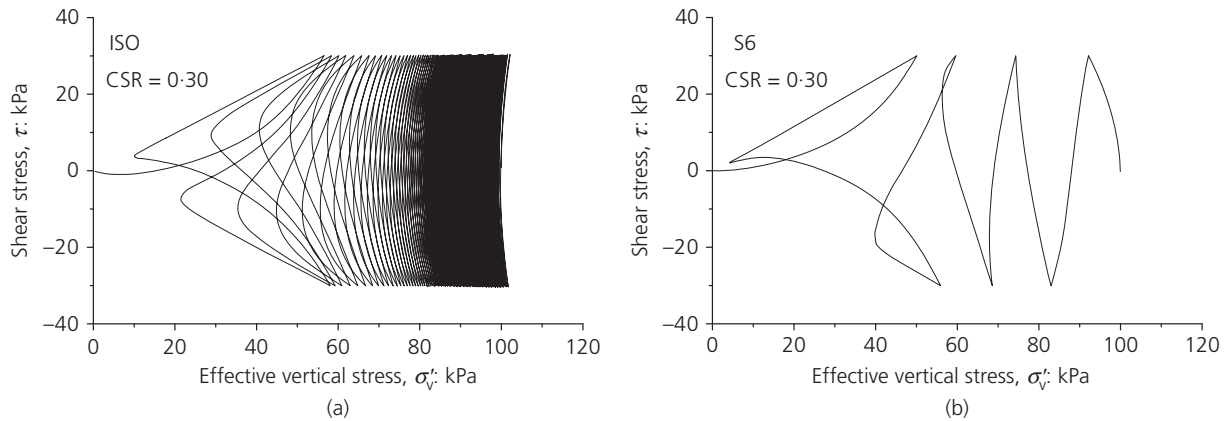 40
20
0
−20
−40
Shear stress, τ: kPa
ISO
CSR = 0·30
0 20 40 60 80 100 120
Effective vertical stress, σ′v: kPa
(a)
40
20
0
−20
−40
Shear stress, τ: kPa
S6
CSR = 0·30
0 20 40 60 80 100 120
Effective vertical stress, σ′v: kPa
(b)